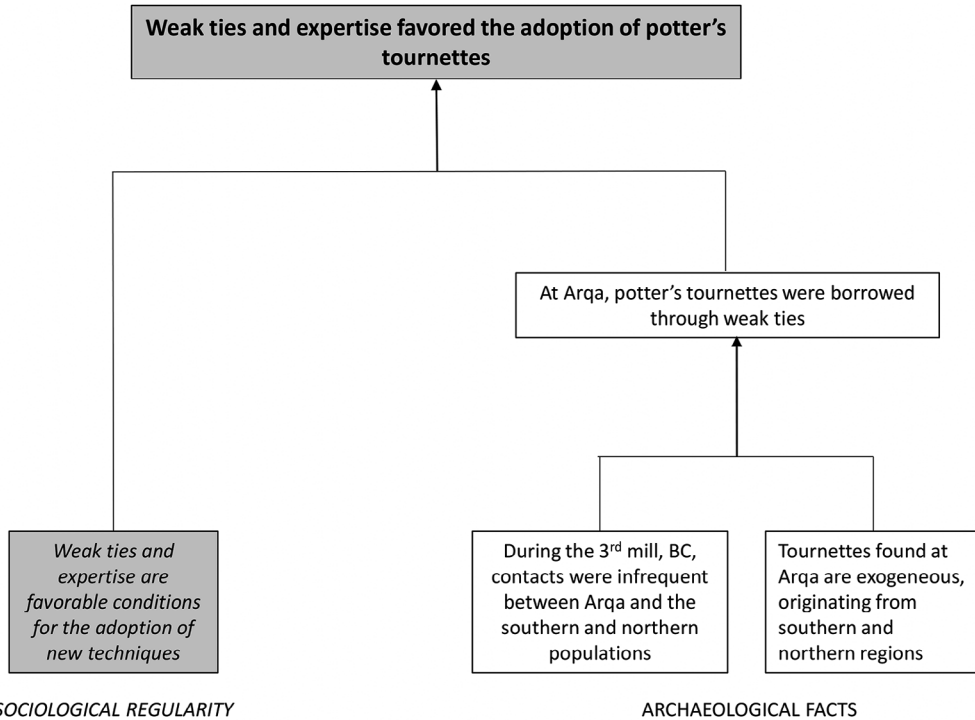 Weak ties and expertise favored the adoption of potter’s
tournettes
At Arqa, potter’s tournettes were borrowed
through weak ties
Weak ties and
expertise are
favorable conditions
for the adoption of
new techniques
During the 3rd mill, BC,
contacts were infrequent
between Arqa and the
southern and northern
populations
Tournettes found at
Arqa are exogeneous,
originating from
southern and
northern regions
SOCIOLOGICAL REGULARITY
ARCHAEOLOGICAL FACTS